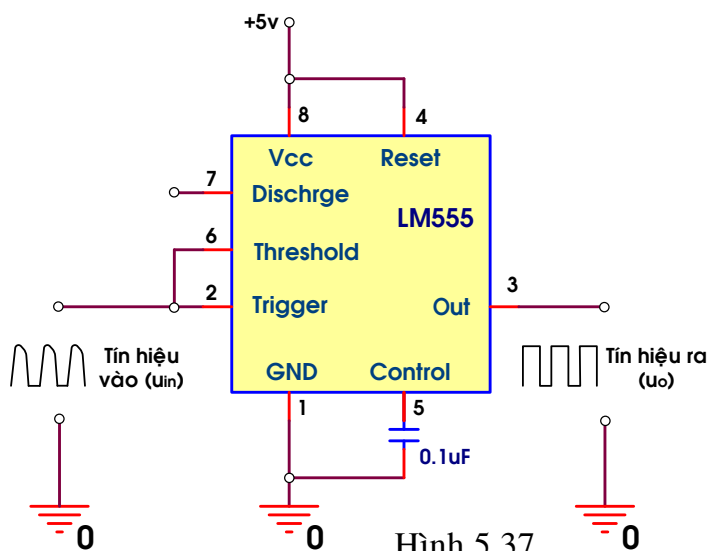 +5v
8
4
Vcc
Reset
7
Dischrge
LM555
6
Threshold
2
Trigger
Out
3
Tín hiệu
vào (uin)
Tín hiệu ra
(uo)
GND
Control
1
5
0.1uF
0
0
0
Hình 5.37